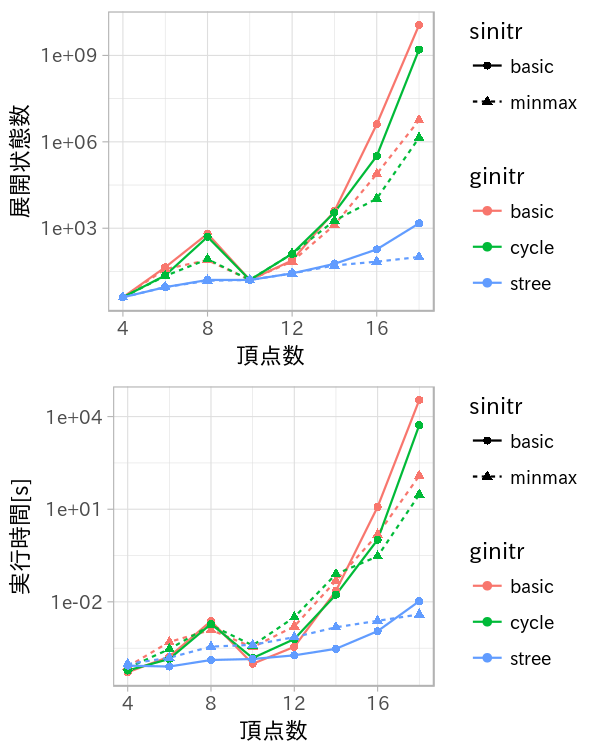 展開状態数
1e+09
1e+06
1e+03
4
8
12
16
頂点数
sinitr
basic
minmax
ginitr
basic
cycle
stree
実行時間[s]
1e+04
1e+01
1e-02
4
8
12
16
頂点数
sinitr
basic
minmax
ginitr
basic
cycle
stree